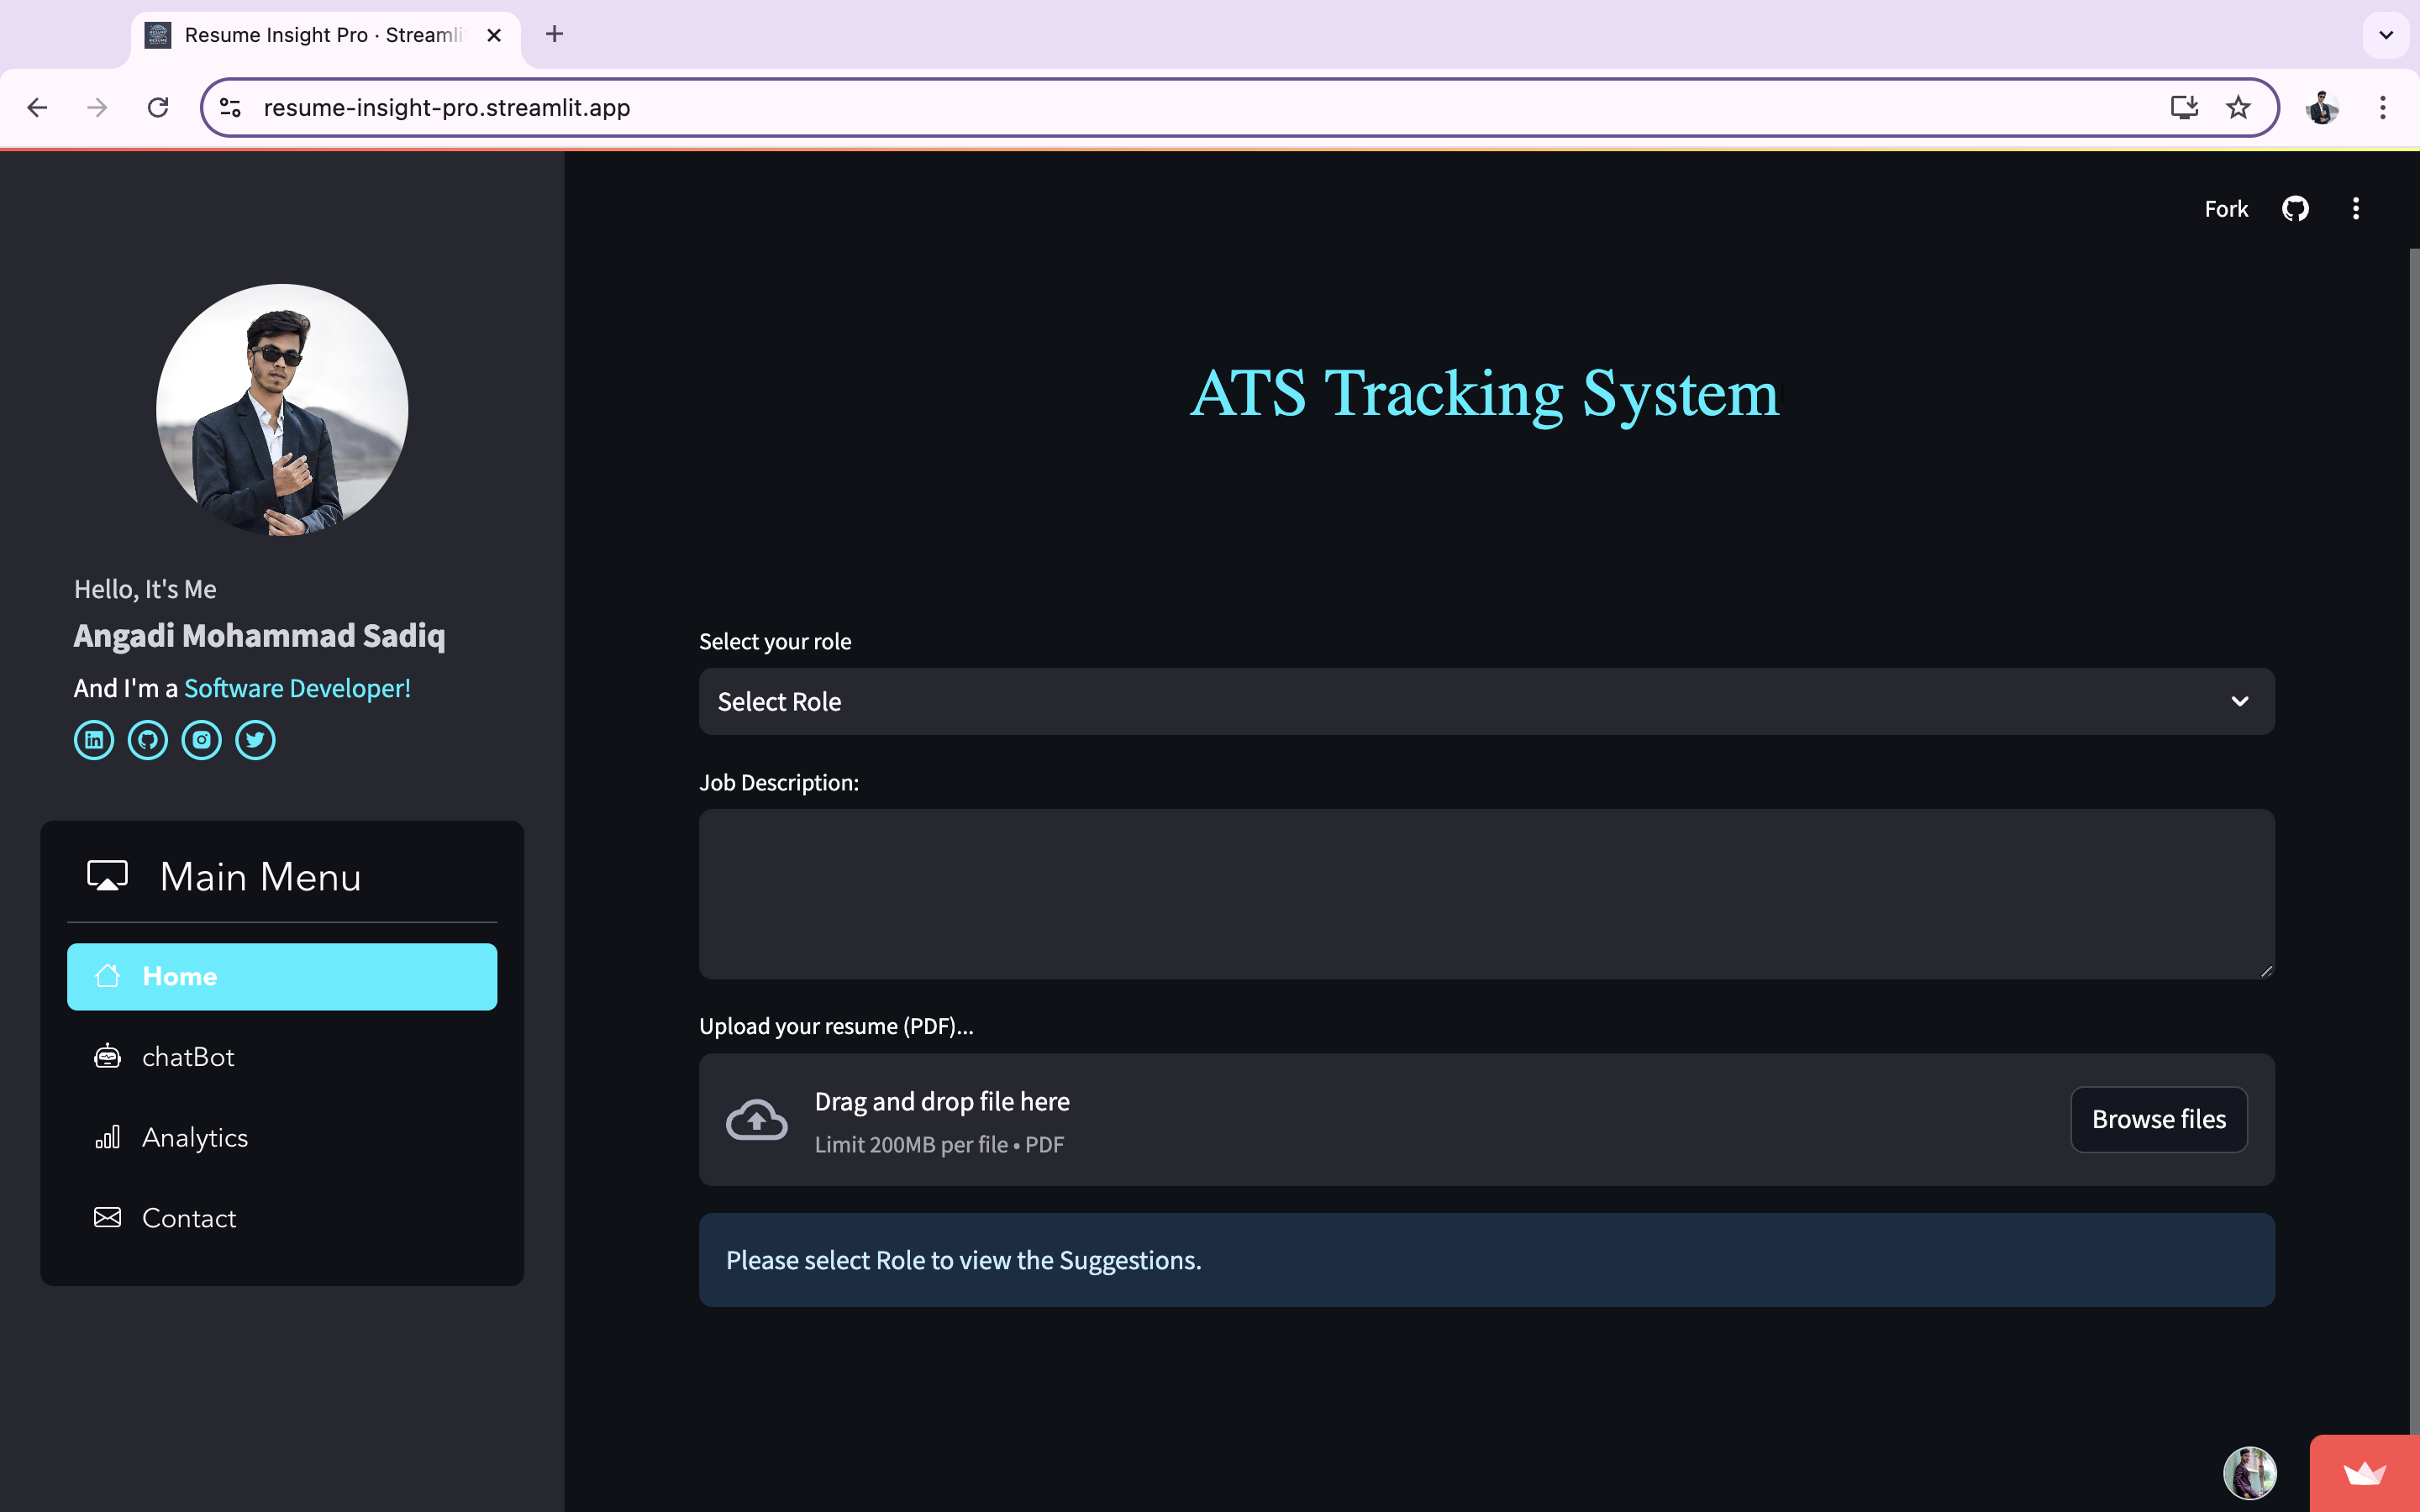 Resume Insight Pro · Streamli
resume-insight-pro.streamlit.app
Fork
Hello, It's Me
Angadi Mohammad Sadiq
And I'm a Software Developer!
Main Menu
Home
chatBot
Analytics
Contact
ATS Tracking System
Select your role
Select Role
Job Description:
Upload your resume (PDF)...
Drag and drop file here
Limit 200MB per file • PDF
Browse files
Please select Role to view the Suggestions.